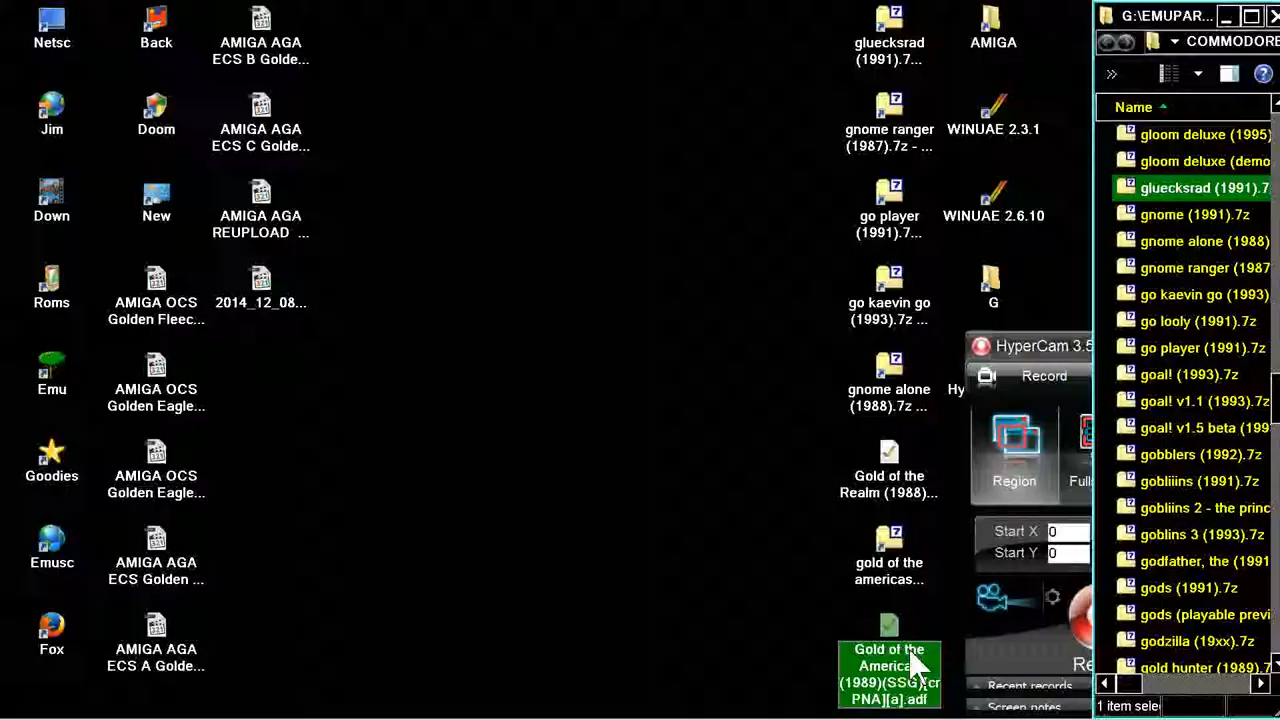 Netsc
Back
AMIGA AGA
ECS B Golde...
Jim
Doom
AMIGA AGA
ECS C Golde...
Down
New
AMIGA AGA
REUPLOAD ...
Roms
AMIGA OCS
Golden Fleec...
2014_12_08...
Emu
AMIGA OCS
Golden Eagle...
Goodies
AMIGA OCS
Golden Eagle...
Emusc
AMIGA AGA
ECS Golden ...
Fox
AMIGA AGA
ECS A Golde...
gluecksrad
(1991).7...
AMIGA
gnome ranger
(1987).7z - ...
WINUAE 2.3.1
go player
(1991).7...
WINUAE 2.6.10
go kaevin go
(1993).7z ...
G
gnome alone
(1988).7z ...
Hy
Gold of the
Realm (1988)...
gold of the
americas...
Gold of the
America
(1989)(SSG)[cr
PNA][a].adf
HyperCam 3.5
Record
Region
Full
Start X 0
Start Y 0
Re
Recent records
Screen notes
G:\EMUPAR...
COMMODORE
Name
gloom deluxe (1995)
gloom deluxe (demo
gluecksrad (1991).7
gnome (1991).7z
gnome alone (1988)
gnome ranger (1987
go kaevin go (1993)
go looly (1991).7z
go player (1991).7z
goal! (1993).7z
goal! v1.1 (1993).7z
goal! v1.5 beta (199
gobblers (1992).7z
gobliiins (1991).7z
gobliins 2 - the princ
goblins 3 (1993).7z
godfather, the (1991
gods (1991).7z
gods (playable previ
godzilla (19xx).7z
gold hunter (1989).7
1 item sele